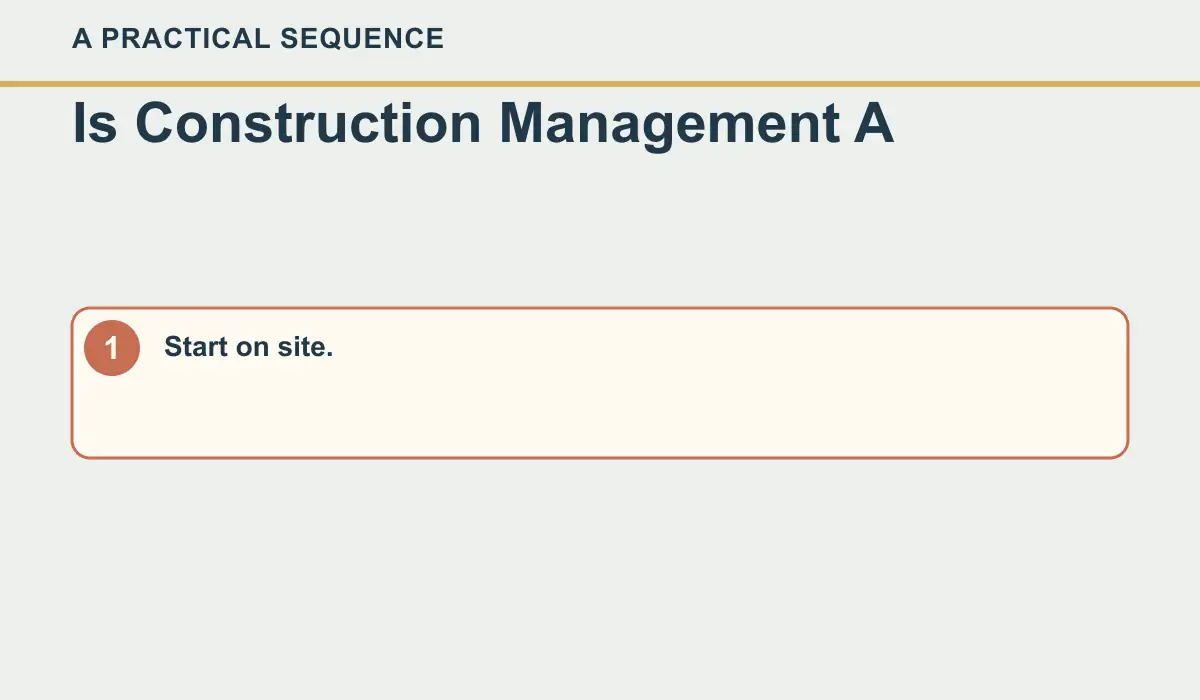 A PRACTICAL SEQUENCE
Is Construction Management A
1
Start on site.